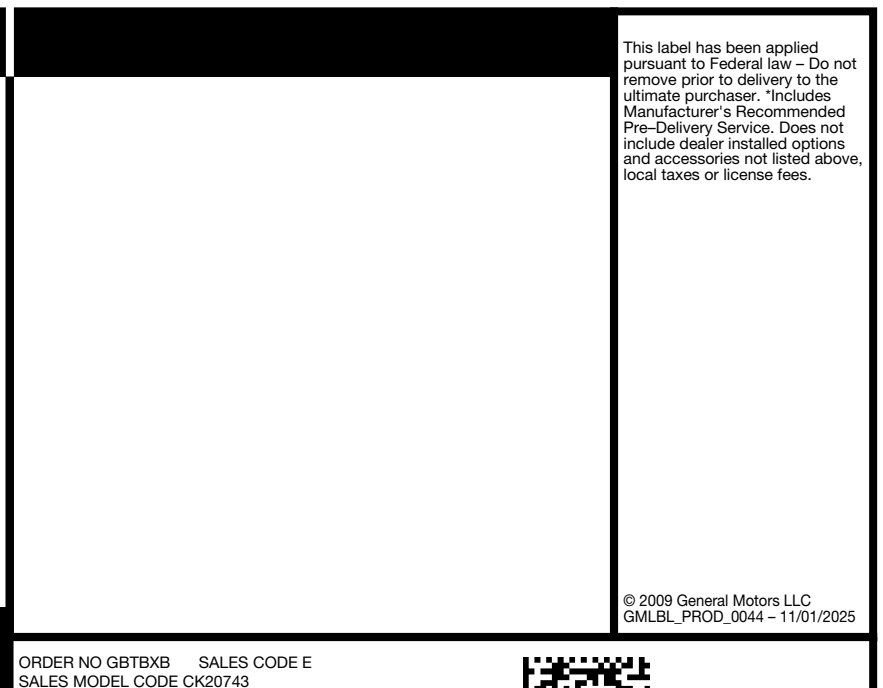 This label has been applied
pursuant to Federal law – Do not
remove prior to delivery to the
ultimate purchaser. *Includes
Manufacturer's Recommended
Pre–Delivery Service. Does not
include dealer installed options
and accessories not listed above,
local taxes or license fees.
© 2009 General Motors LLC
GMLBL_PROD_0044 – 11/01/2025
ORDER NO GBTBXB SALES CODE E
SALES MODEL CODE CK20743